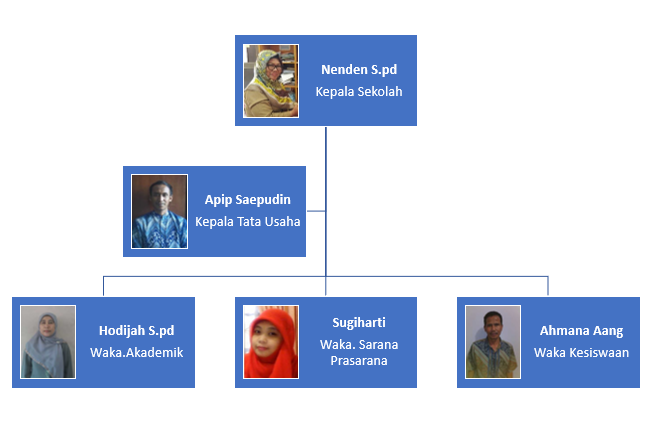 Nenden S.pd
Kepala Sekolah
Apip Saepudin
Kepala Tata Usaha
Hodijah S.pd
Waka.Akademik
Sugiharti
Waka. Sarana
Prasarana
Ahmana Aang
Waka Kesiswaan